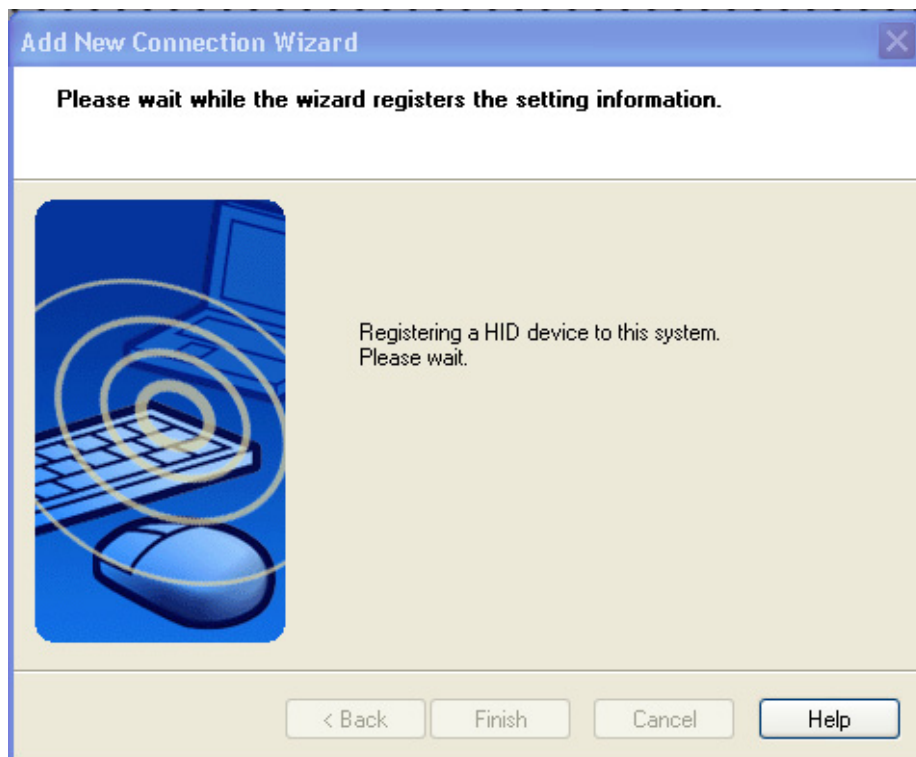 Add New Connection Wizard
Please wait while the wizard registers the setting information.
Registering a HID device to this system.
Please wait.
< Back
Finish
Cancel
Help